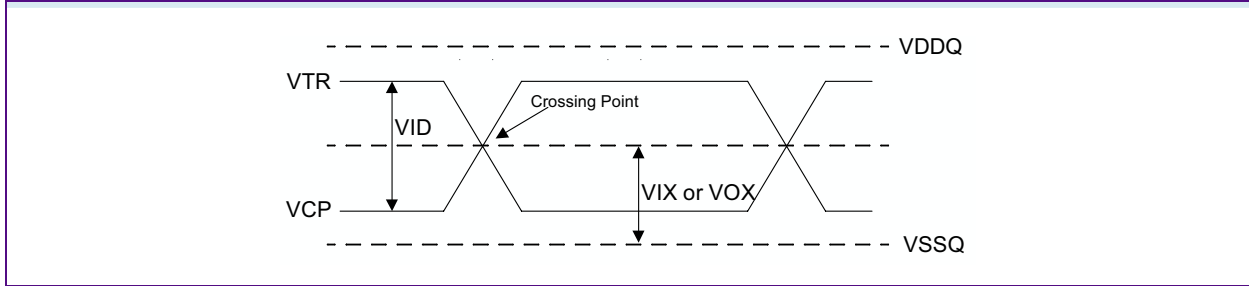 VDDQ
VTR
Crossing Point
VID
VIX or VOX
VCP
VSSQ